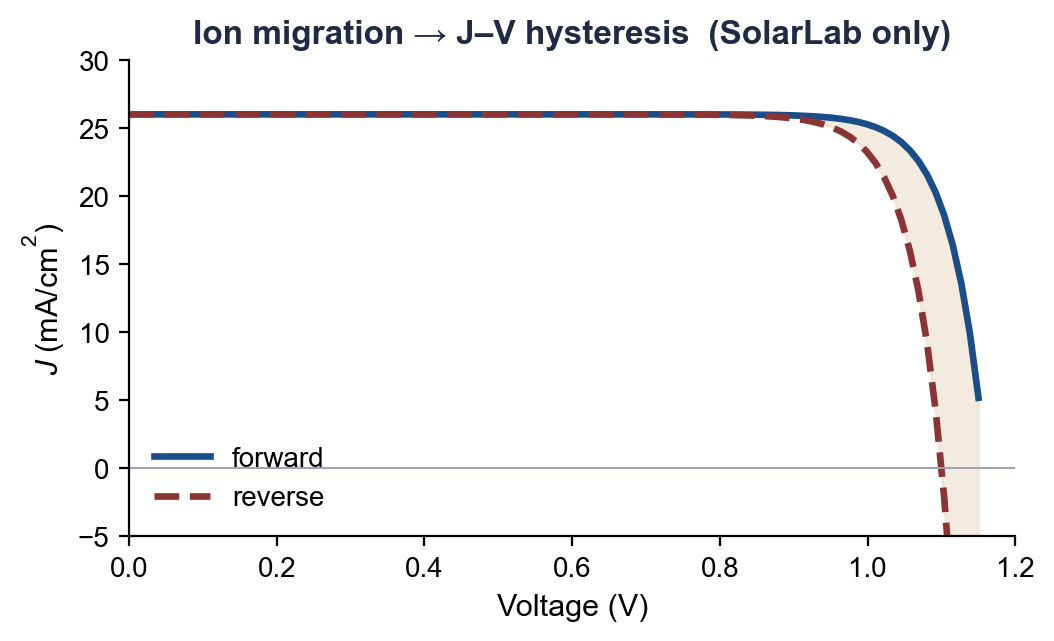 Ion migration → J–V hysteresis (SolarLab only)
30
25
20
15
10
5
0
−5
J (mA/cm²)
forward
reverse
0.0 0.2 0.4 0.6 0.8 1.0 1.2
Voltage (V)